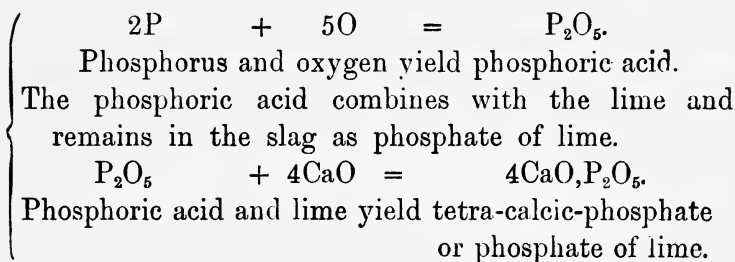 2P + 5O = P₂O₅.
Phosphorus and oxygen yield phosphoric acid.
The phosphoric acid combines with the lime and
remains in the slag as phosphate of lime.
P₂O₅ + 4CaO = 4CaO,P₂O₅.
Phosphoric acid and lime yield tetra-calcic-phosphate
or phosphate of lime.